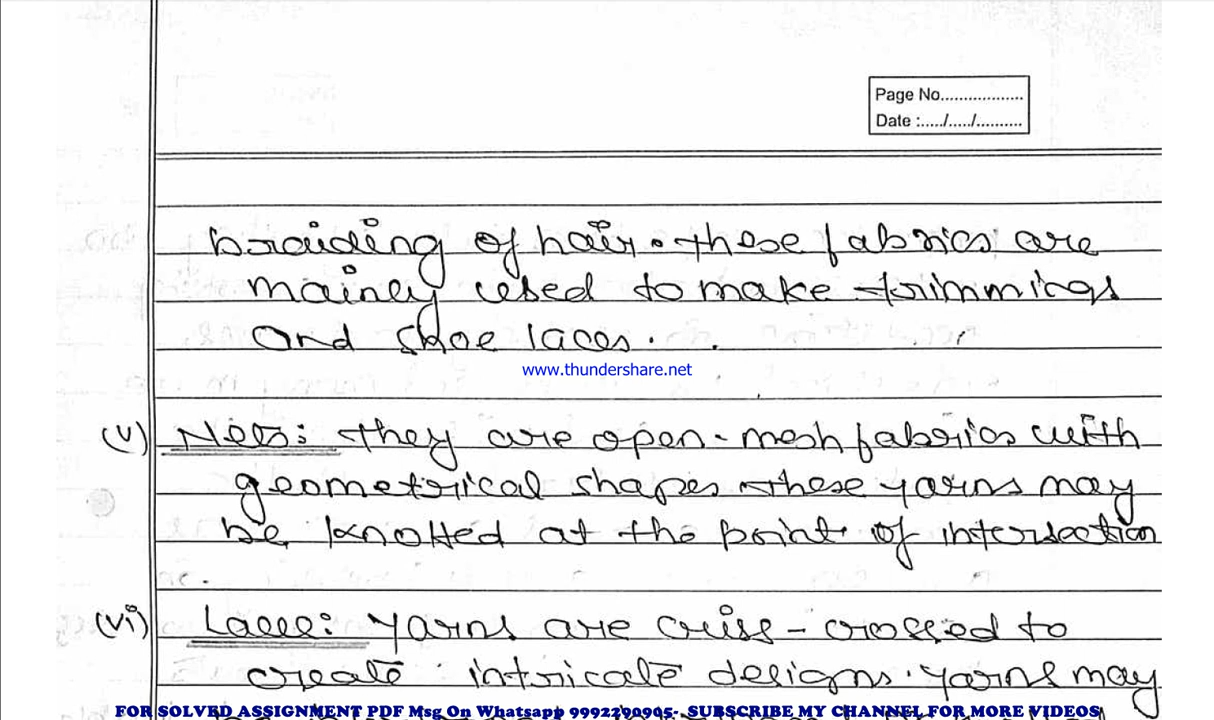 Page No..................
Date :...../...../..........
braiding of hair. these fabrics are
mainly used to make trimmings
and shoe laces.
www.thundershare.net
(v) Nets: they are open-mesh fabrics with
geometrical shapes these yarns may
be knotted at the point of intersection
.
(vi) Laces: yarns are criss-crossed to
create intricate designs. yarns may
FOR SOLVED ASSIGNMENT PDF Msg On Whatsapp 9992290905- SUBSCRIBE MY CHANNEL FOR MORE VIDEOS